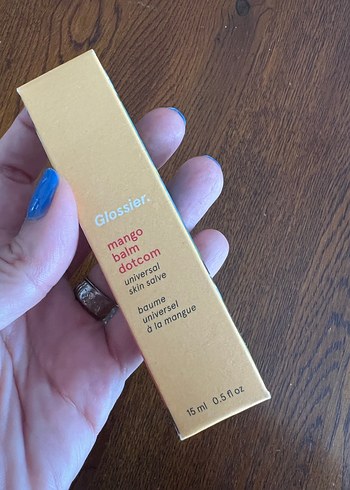 Glossier.
mango
balm
dotcom
universal
skin salve
baume
universel
à la mangue
15 ml 0.5 fl oz